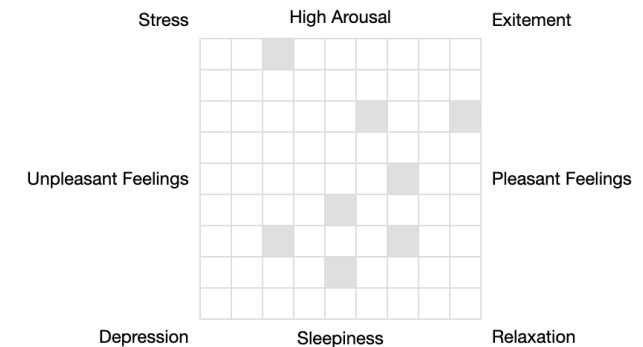 Stress
High Arousal
Exitement
Unpleasant Feelings
Pleasant Feelings
Depression
Sleepiness
Relaxation